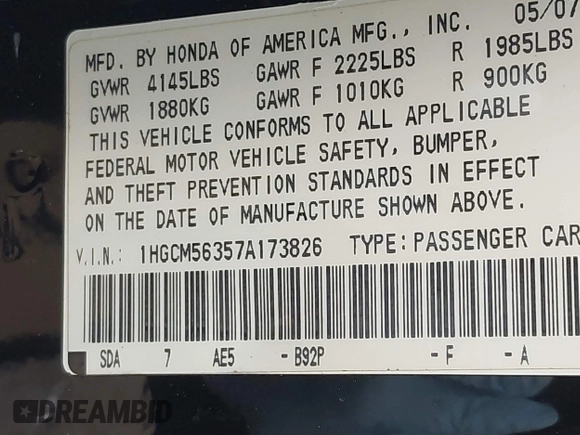 MFD. BY HONDA OF AMERICA MFG., INC. 05/07
GVWR 4145LBS GAWR F 2225LBS R 1985LBS
GVWR 1880KG GAWR F 1010KG R 900KG
THIS VEHICLE CONFORMS TO ALL APPLICABLE
FEDERAL MOTOR VEHICLE SAFETY, BUMPER,
AND THEFT PREVENTION STANDARDS IN EFFECT
ON THE DATE OF MANUFACTURE SHOWN ABOVE.
V.I.N.: 1HGCM56357A173826 TYPE: PASSENGER CAR
SDA 7 AE5 - B92P - F - A
DREAMBID